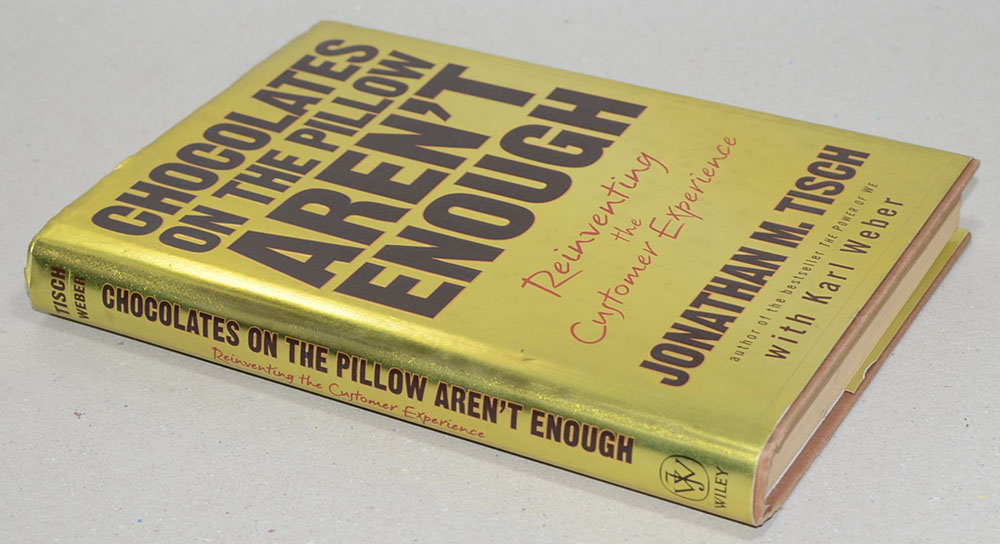 CHOCOLATES
ON THE PILLOW
AREN'T
ENOUGH
Reinventing
the
Customer Experience
JONATHAN M. TISCH
author of the bestseller THE POWER OF WE
with Karl Weber
TISCH
WEBER
CHOCOLATES ON THE PILLOW AREN'T ENOUGH
Reinventing the Customer Experience
WILEY